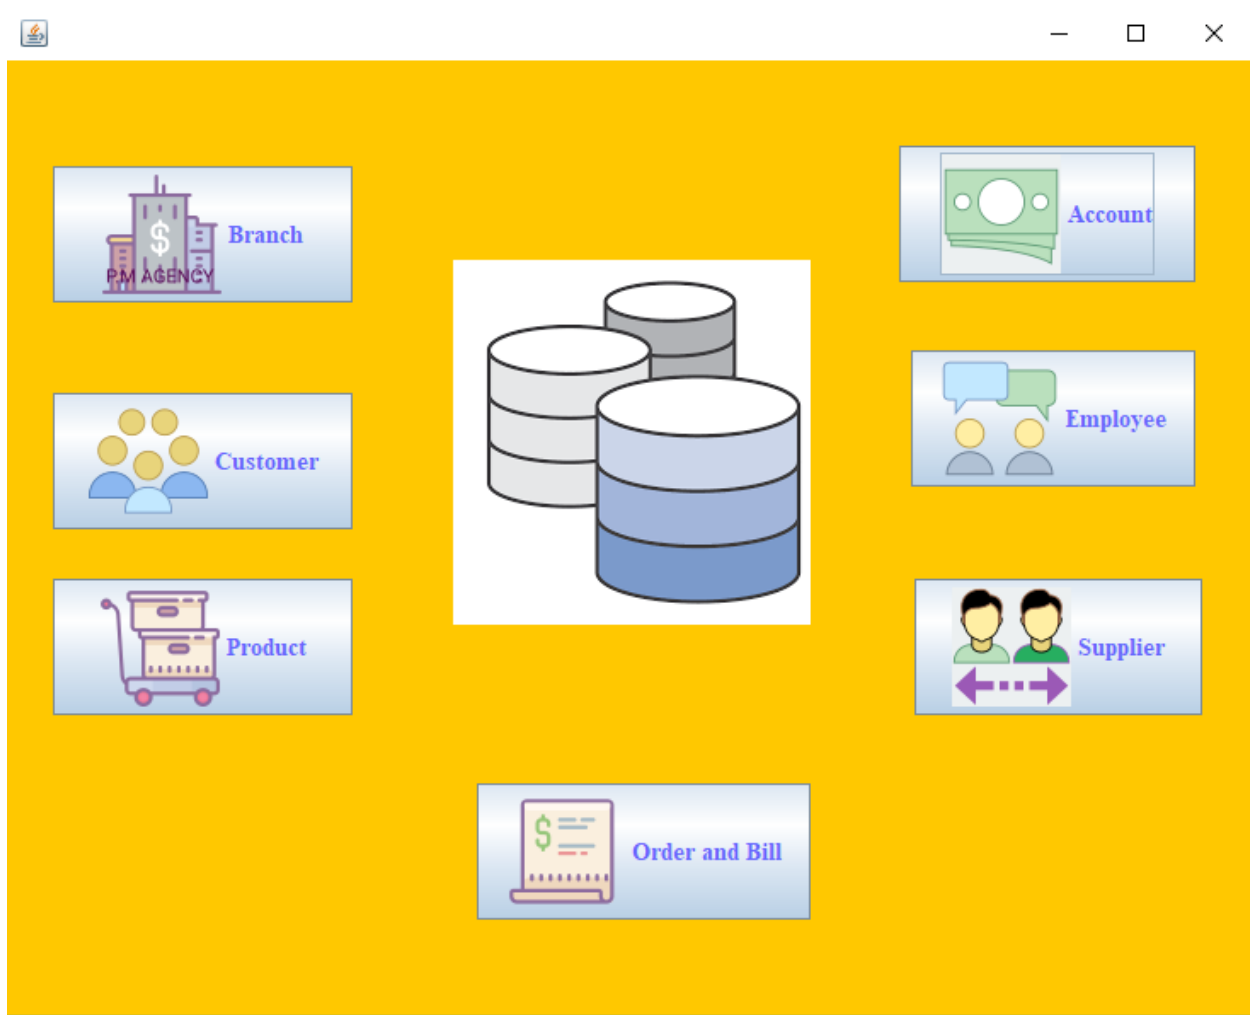 $
P.M AGENCY
Branch
Account
Customer
Employee
Product
Supplier
$
Order and Bill